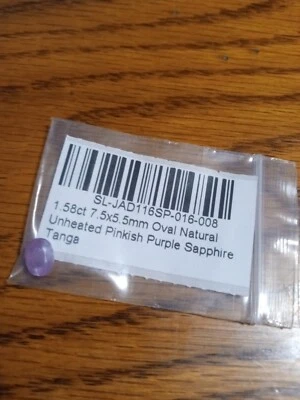 SL-JAD116SP-016-008
1.58ct 7.5x5.5mm Oval Natural
Unheated Pinkish Purple Sapphire
Tanga